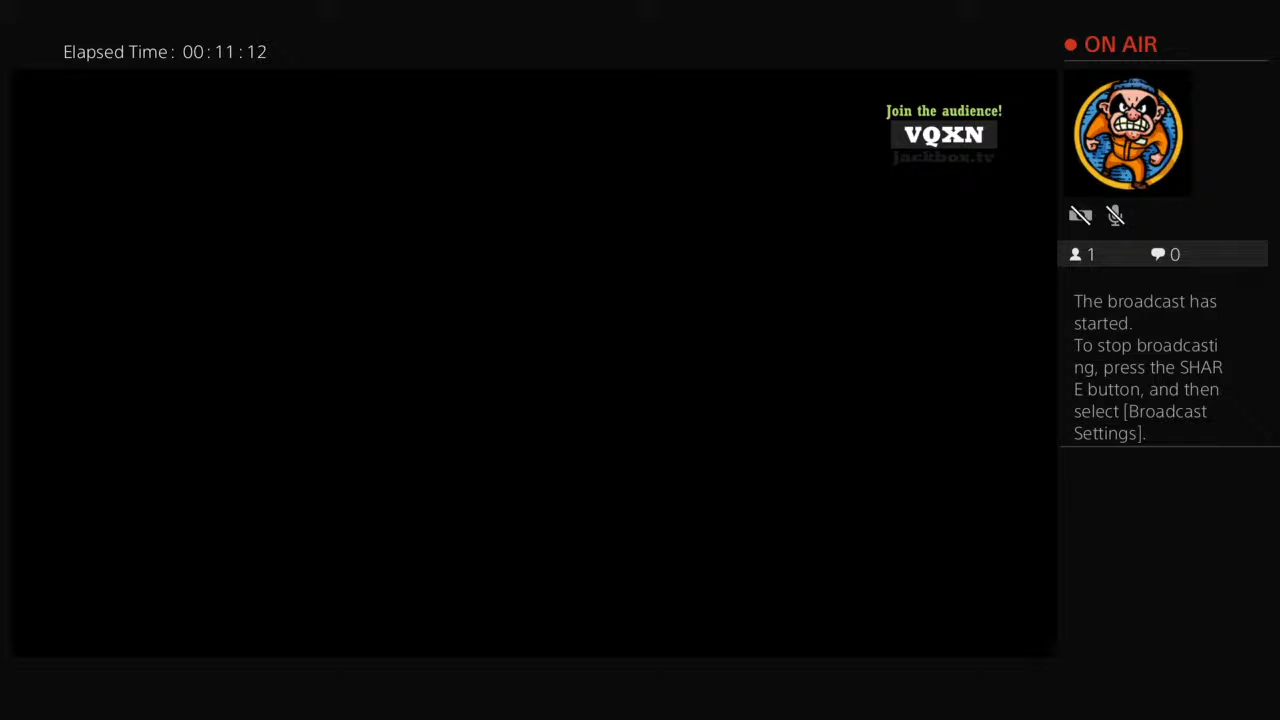 Elapsed Time: 00:11:12
ON AIR
Join the audience!
VQXN
jackbox.tv
1
0
The broadcast has
started.
To stop broadcasti
ng, press the SHAR
E button, and then
select [Broadcast
Settings].